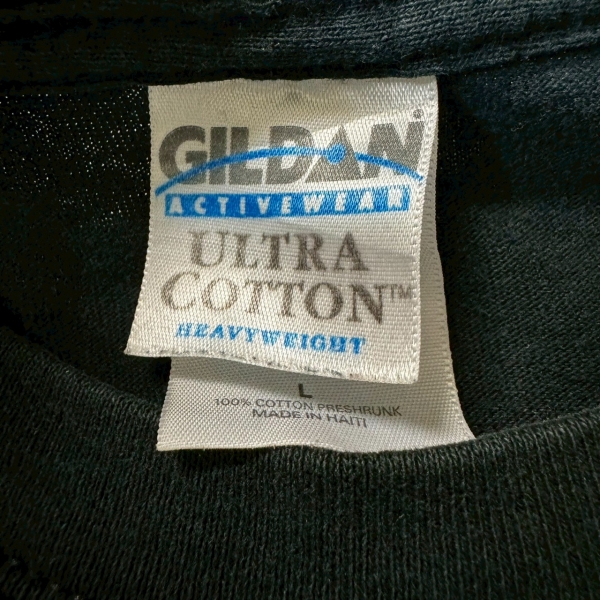 GILDAN®
ACTIVEWEAR
ULTRA
COTTON™
HEAVYWEIGHT
L
100% COTTON PRESHRUNK
MADE IN HAITI